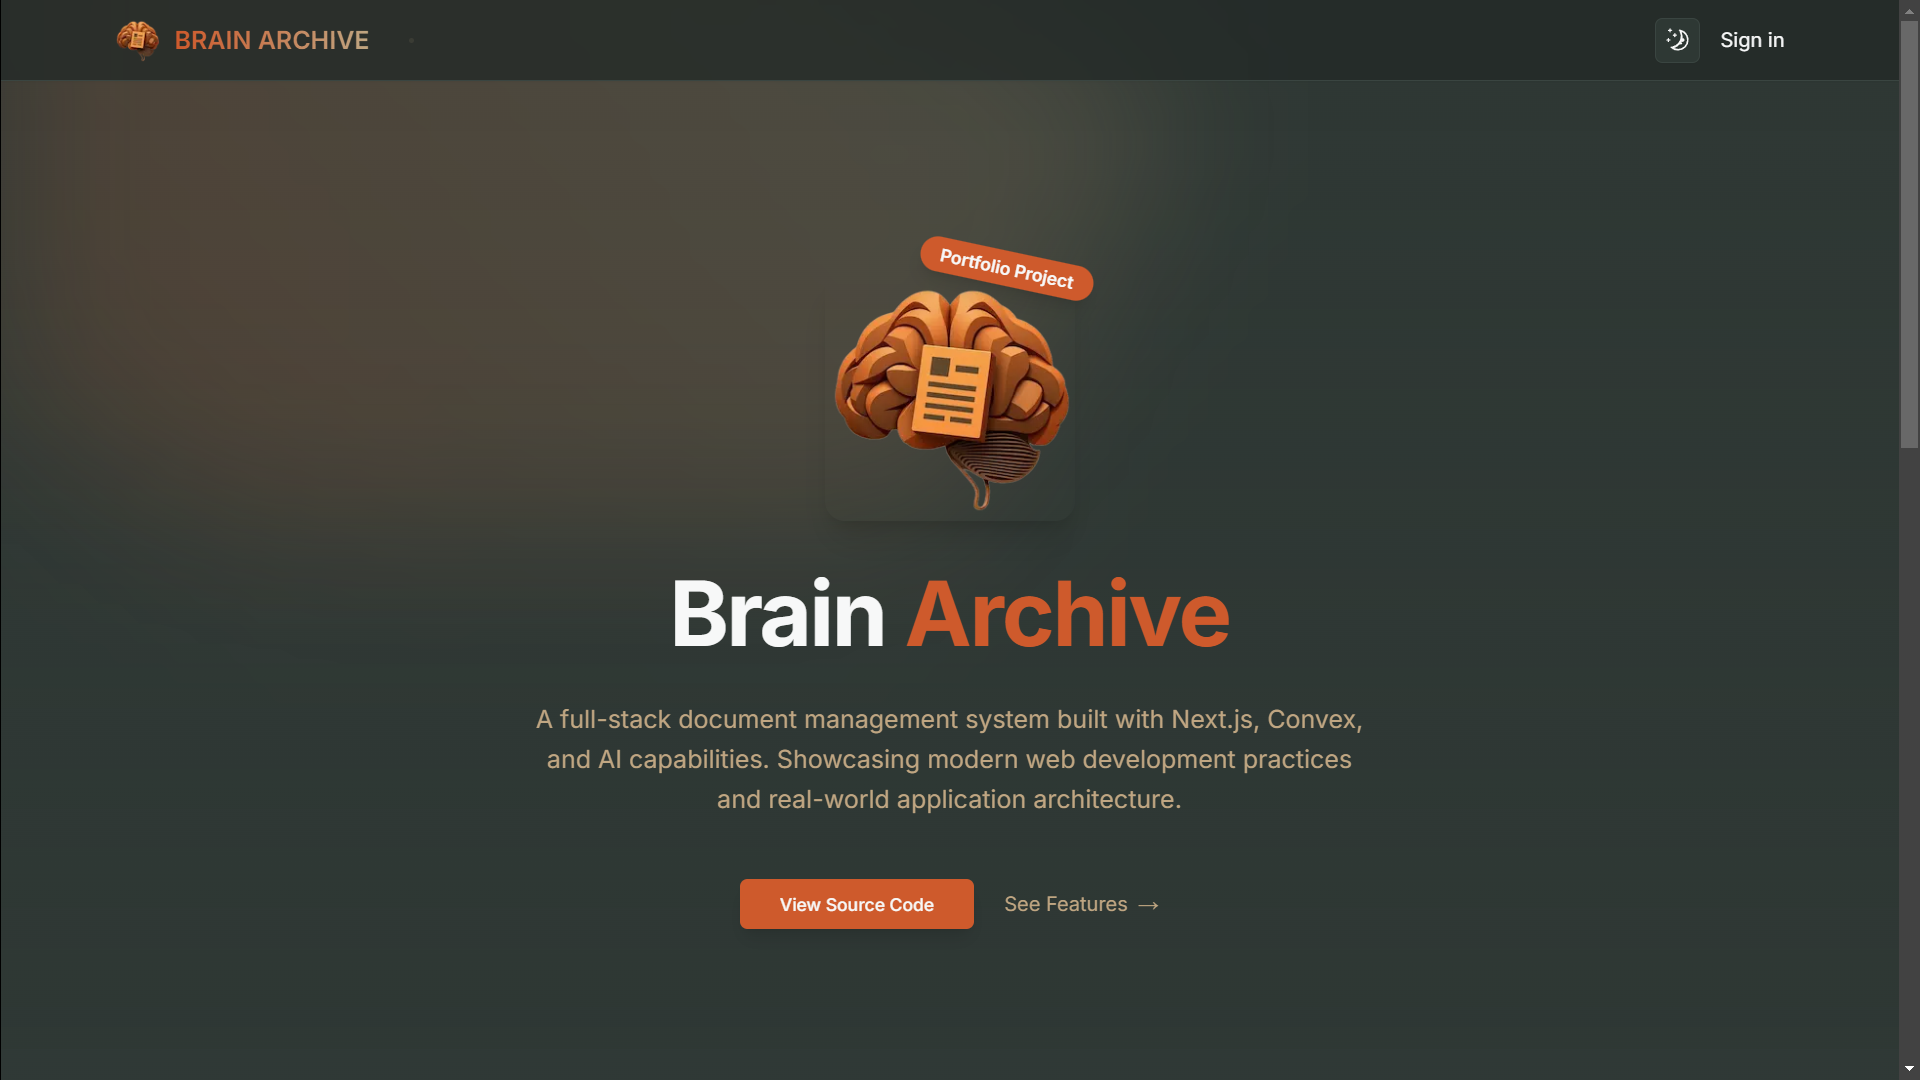 BRAIN ARCHIVE
Sign in
Portfolio Project
Brain Archive
A full-stack document management system built with Next.js, Convex,
and AI capabilities. Showcasing modern web development practices
and real-world application architecture.
View Source Code
See Features →